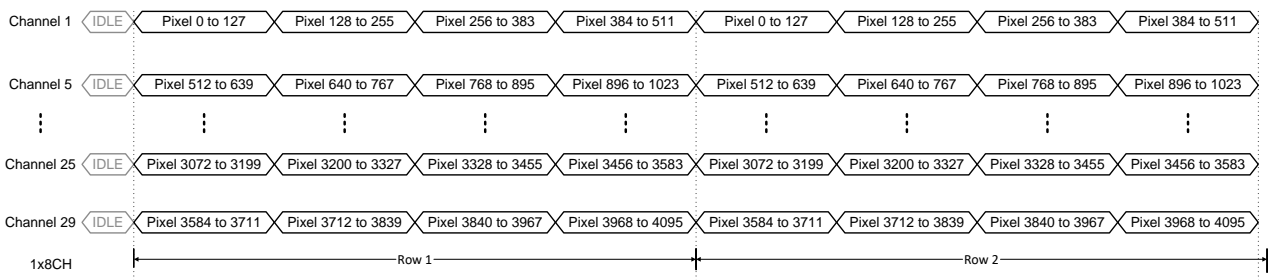 Channel 1 IDLE Pixel 0 to 127 Pixel 128 to 255 Pixel 256 to 383 Pixel 384 to 511 Pixel 0 to 127 Pixel 128 to 255 Pixel 256 to 383 Pixel 384 to 511
Channel 5 IDLE Pixel 512 to 639 Pixel 640 to 767 Pixel 768 to 895 Pixel 896 to 1023 Pixel 512 to 639 Pixel 640 to 767 Pixel 768 to 895 Pixel 896 to 1023
Channel 25 IDLE Pixel 3072 to 3199 Pixel 3200 to 3327 Pixel 3328 to 3455 Pixel 3456 to 3583 Pixel 3072 to 3199 Pixel 3200 to 3327 Pixel 3328 to 3455 Pixel 3456 to 3583
Channel 29 IDLE Pixel 3584 to 3711 Pixel 3712 to 3839 Pixel 3840 to 3967 Pixel 3968 to 4095 Pixel 3584 to 3711 Pixel 3712 to 3839 Pixel 3840 to 3967 Pixel 3968 to 4095
1x8CH Row 1 Row 2